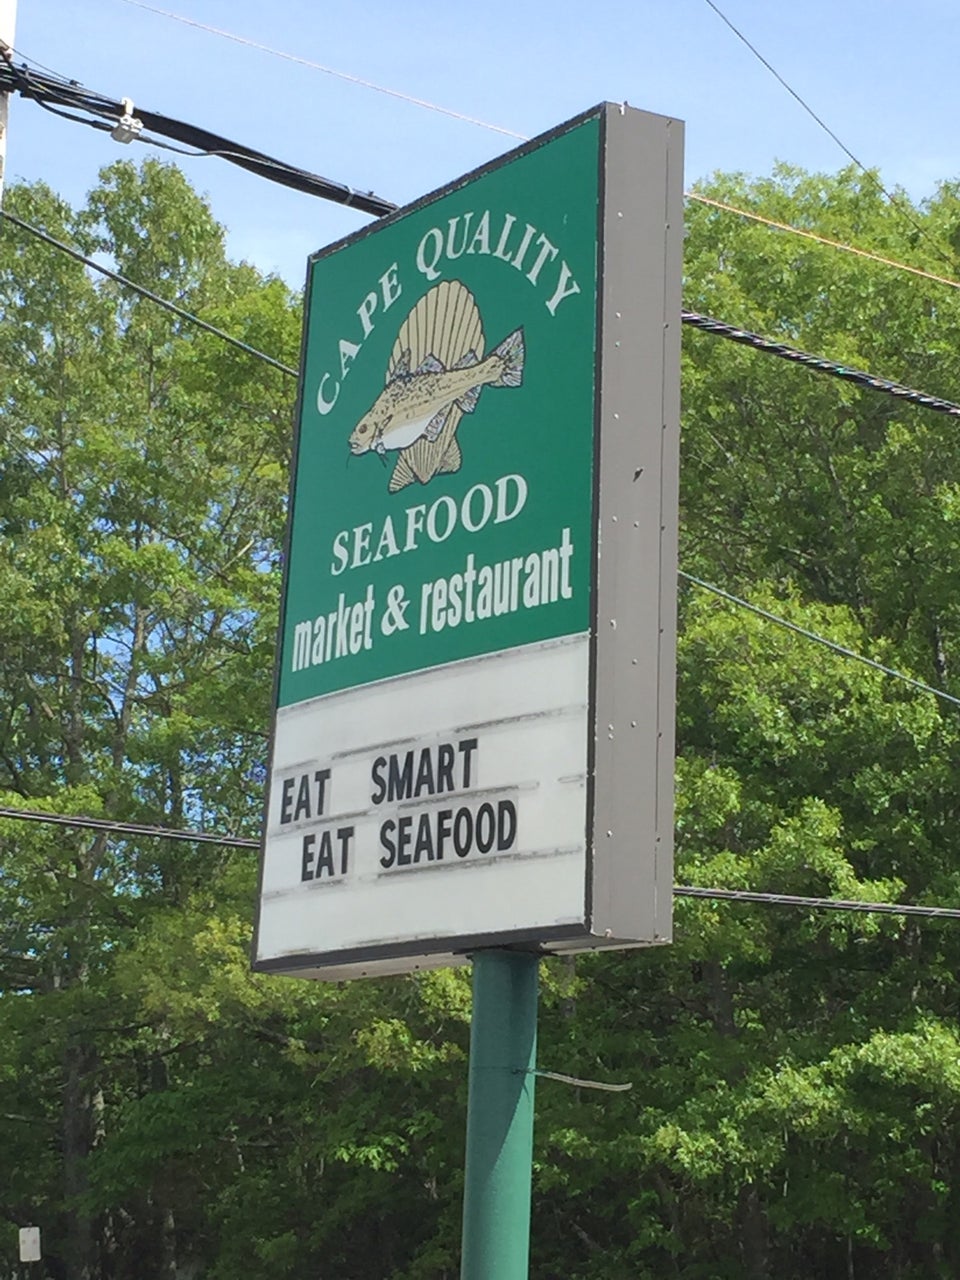 CAPE QUALITY
SEAFOOD
market & restaurant
EAT SMART
EAT SEAFOOD